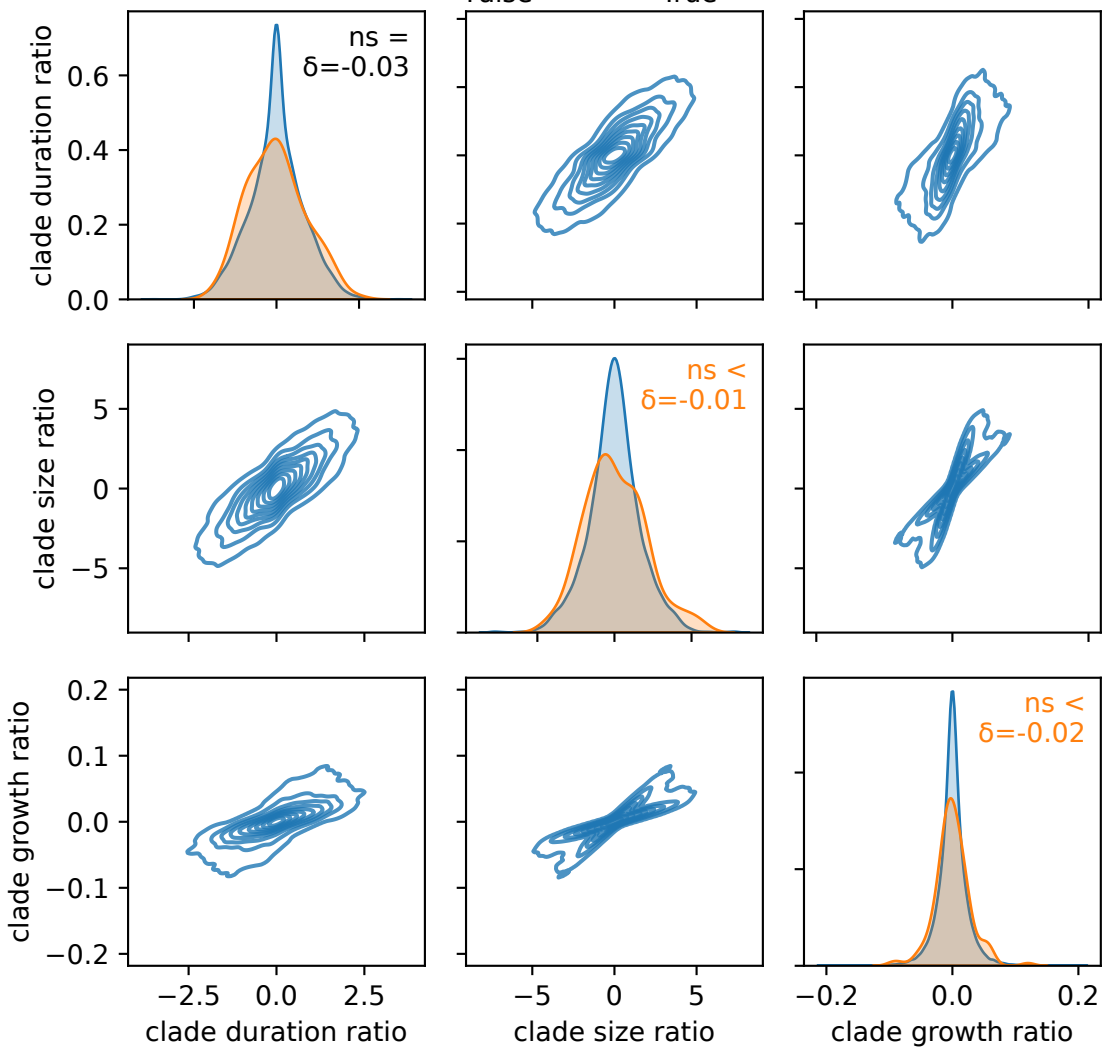 clade duration ratio
0.6
0.4
0.2
0.0
ns =
δ=-0.03
clade size ratio
5
0
−5
ns <
δ=-0.01
clade growth ratio
0.2
0.1
0.0
−0.1
−0.2
ns <
δ=-0.02
−2.5 0.0 2.5
−5 0 5
−0.2 0.0 0.2
clade duration ratio
clade size ratio
clade growth ratio